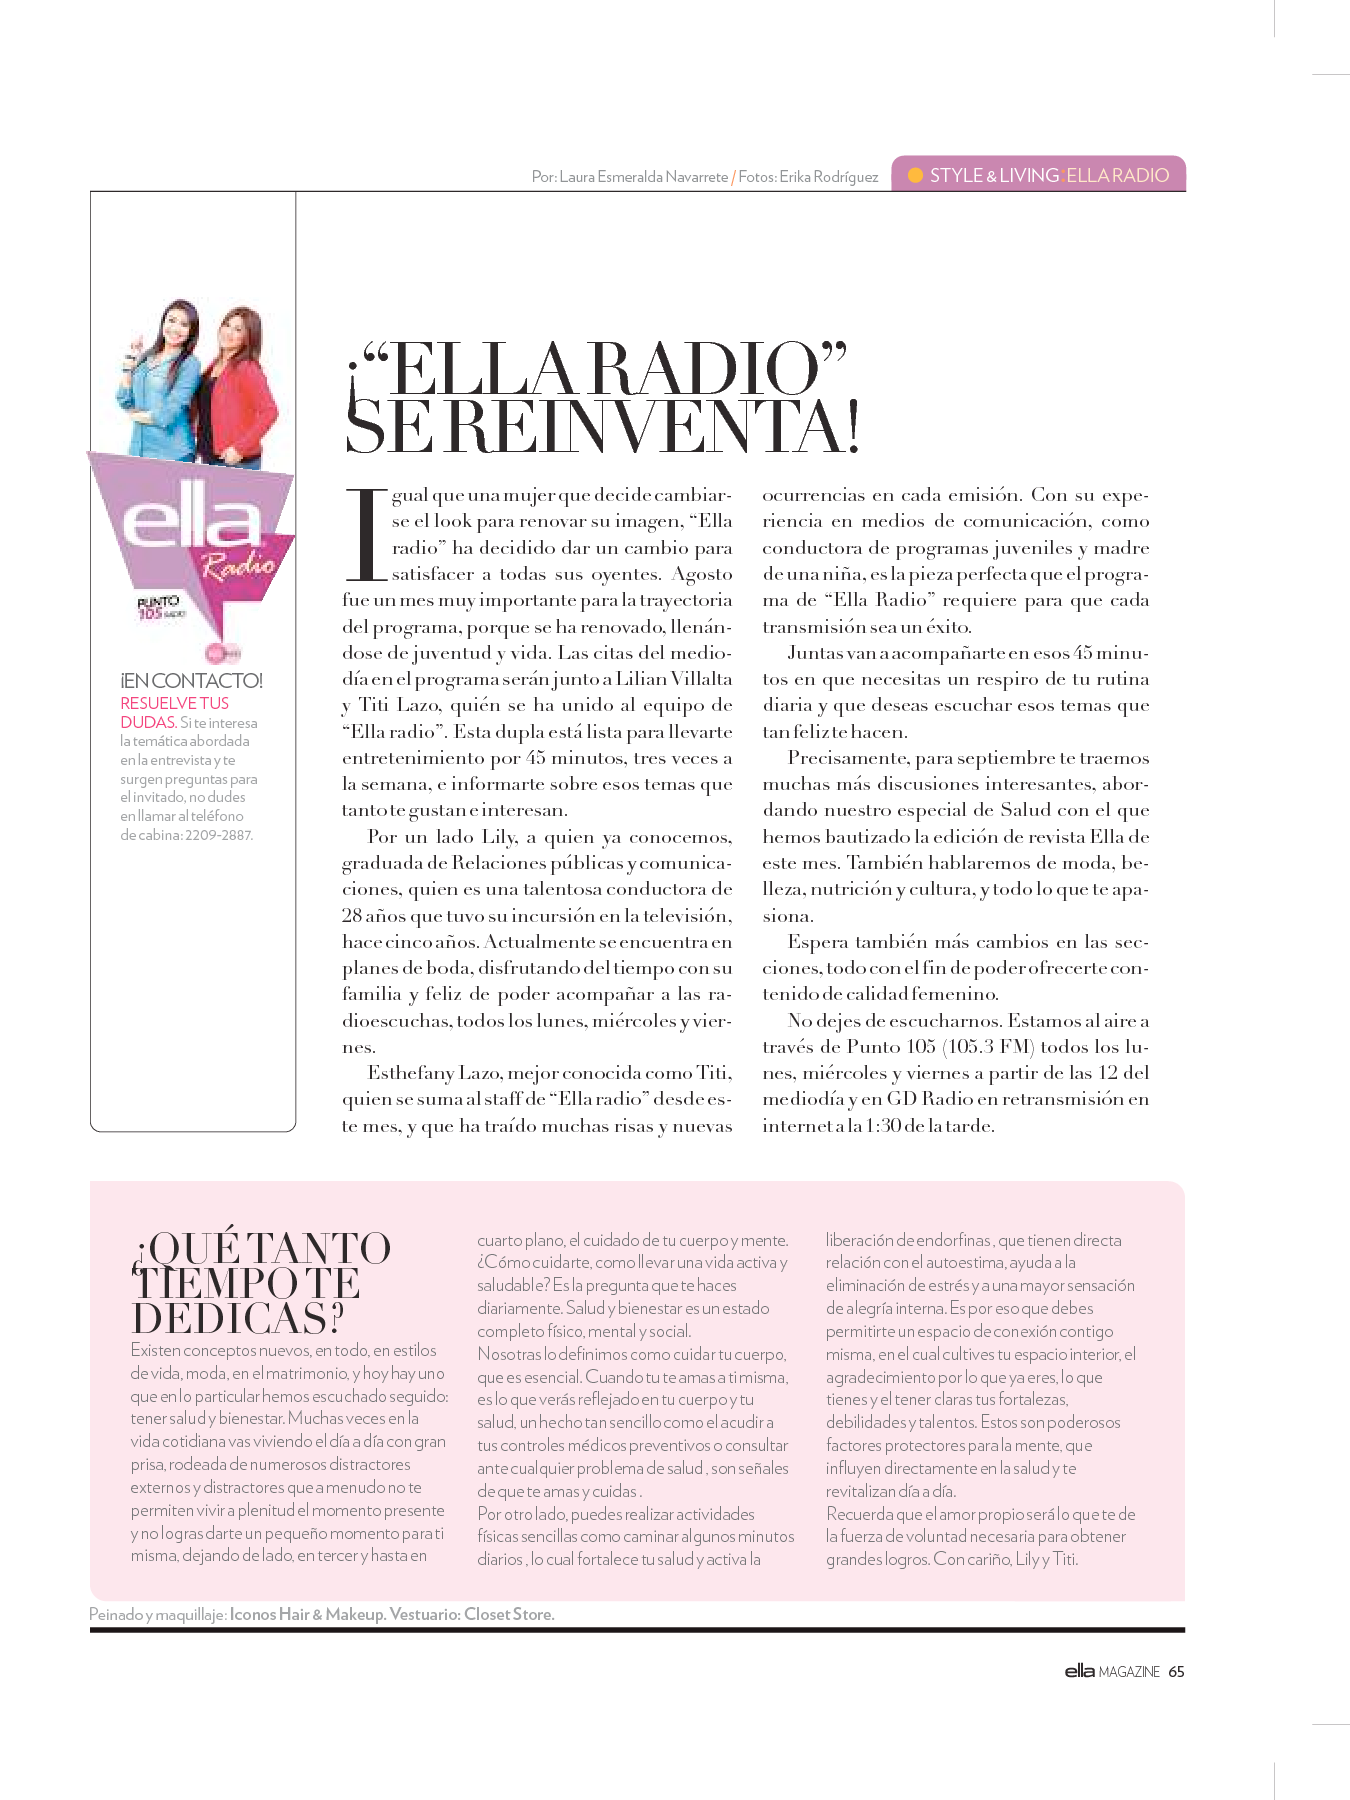 Por: Laura Esmeralda Navarrete / Fotos: Erika Rodríguez
STYLE & LIVING: ELLA RADIO
ella
Radio
PUNTO
105 RADIO
¡EN CONTACTO!
RESUELVE TUS
DUDAS. Si te interesa
la temática abordada
en la entrevista y te
surgen preguntas para
el invitado, no dudes
en llamar al teléfono
de cabina: 2209-2887.
¡“ELLA RADIO”
SE REINVENTA!
Igual que una mujer que decide cambiar-
se el look para renovar su imagen, “Ella
radio” ha decidido dar un cambio para
satisfacer a todas sus oyentes. Agosto
fue un mes muy importante para la trayectoria
del programa, porque se ha renovado, llenán-
dose de juventud y vida. Las citas del medio-
día en el programa serán junto a Lilian Villalta
y Titi Lazo, quién se ha unido al equipo de
“Ella radio”. Esta dupla está lista para llevarte
entretenimiento por 45 minutos, tres veces a
la semana, e informarte sobre esos temas que
tanto te gustan e interesan.
Por un lado Lily, a quien ya conocemos,
graduada de Relaciones públicas y comunica-
ciones, quien es una talentosa conductora de
28 años que tuvo su incursión en la televisión,
hace cinco años. Actualmente se encuentra en
planes de boda, disfrutando del tiempo con su
familia y feliz de poder acompañar a las ra-
dioescuchas, todos los lunes, miércoles y vier-
nes.
Esthefany Lazo, mejor conocida como Titi,
quien se suma al staff de “Ella radio” desde es-
te mes, y que ha traído muchas risas y nuevas
ocurrencias en cada emisión. Con su expe-
riencia en medios de comunicación, como
conductora de programas juveniles y madre
de una niña, es la pieza perfecta que el progra-
ma de “Ella Radio” requiere para que cada
transmisión sea un éxito.
Juntas van a acompañarte en esos 45 minu-
tos en que necesitas un respiro de tu rutina
diaria y que deseas escuchar esos temas que
tan feliz te hacen.
Precisamente, para septiembre te traemos
muchas más discusiones interesantes, abor-
dando nuestro especial de Salud con el que
hemos bautizado la edición de revista Ella de
este mes. También hablaremos de moda, be-
lleza, nutrición y cultura, y todo lo que te apa-
siona.
Espera también más cambios en las sec-
ciones, todo con el fin de poder ofrecerte con-
tenido de calidad femenino.
No dejes de escucharnos. Estamos al aire a
través de Punto 105 (105.3 FM) todos los lu-
nes, miércoles y viernes a partir de las 12 del
mediodía y en GD Radio en retransmisión en
internet a la 1:30 de la tarde.
¿QUÉ TANTO
TIEMPO TE
DEDICAS?
Existen conceptos nuevos, en todo, en estilos
de vida, moda, en el matrimonio, y hoy hay uno
que en lo particular hemos escuchado seguido:
tener salud y bienestar. Muchas veces en la
vida cotidiana vas viviendo el día a día con gran
prisa, rodeada de numerosos distractores
externos y distractores que a menudo no te
permiten vivir a plenitud el momento presente
y no logras darte un pequeño momento para ti
misma, dejando de lado, en tercer y hasta en
cuarto plano, el cuidado de tu cuerpo y mente.
¿Cómo cuidarte, como llevar una vida activa y
saludable? Es la pregunta que te haces
diariamente. Salud y bienestar es un estado
completo físico, mental y social.
Nosotras lo definimos como cuidar tu cuerpo,
que es esencial. Cuando tu te amas a ti misma,
es lo que verás reflejado en tu cuerpo y tu
salud, un hecho tan sencillo como el acudir a
tus controles médicos preventivos o consultar
ante cualquier problema de salud , son señales
de que te amas y cuidas .
Por otro lado, puedes realizar actividades
físicas sencillas como caminar algunos minutos
diarios , lo cual fortalece tu salud y activa la
liberación de endorfinas , que tienen directa
relación con el autoestima, ayuda a la
eliminación de estrés y a una mayor sensación
de alegría interna. Es por eso que debes
permitirte un espacio de conexión contigo
misma, en el cual cultives tu espacio interior, el
agradecimiento por lo que ya eres, lo que
tienes y el tener claras tus fortalezas,
debilidades y talentos. Estos son poderosos
factores protectores para la mente, que
influyen directamente en la salud y te
revitalizan día a día.
Recuerda que el amor propio será lo que te de
la fuerza de voluntad necesaria para obtener
grandes logros. Con cariño, Lily y Titi.
Peinado y maquillaje: Iconos Hair & Makeup. Vestuario: Closet Store.
ella MAGAZINE 65